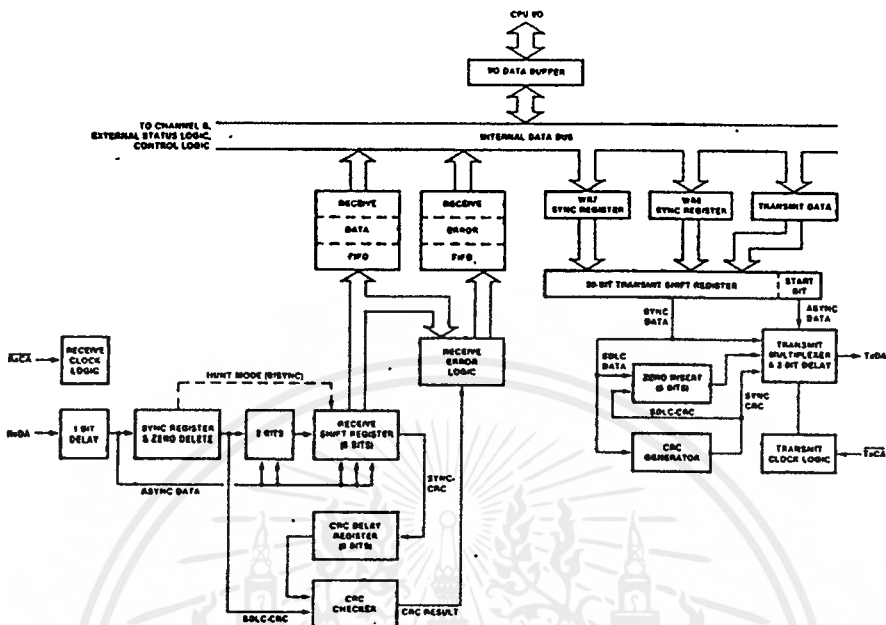 CPU I/O
I/O DATA BUFFER
TO CHANNEL B,
EXTERNAL STATUS LOGIC,
CONTROL LOGIC
INTERNAL DATA BUS
RECEIVE
DATA
FIFO
RECEIVE
ERROR
FIFO
WR7
SYNC REGISTER
WR6
SYNC REGISTER
TRANSMIT DATA
20-BIT TRANSMIT SHIFT REGISTER
START
BIT
SYNC
DATA
ASYNC
DATA
RxCA
RECEIVE
CLOCK
LOGIC
HUNT MODE (BISYNC)
RECEIVE
ERROR
LOGIC
SDLC
DATA
ZERO INSERT
(5 BITS)
TRANSMIT
MULTIPLEXER
& 2 BIT DELAY
TxDA
RxDA
1 BIT
DELAY
SYNC REGISTER
& ZERO DELETE
3 BITS
RECEIVE
SHIFT REGISTER
(8 BITS)
SYNC
CRC
SDLC-CRC
CRC
GENERATOR
TRANSMIT
CLOCK LOGIC
TxCA
ASYNC DATA
SYNC-
CRC
CRC DELAY
REGISTER
(8 BITS)
CRC
CHECKER
CRC RESULT
SDLC-CRC